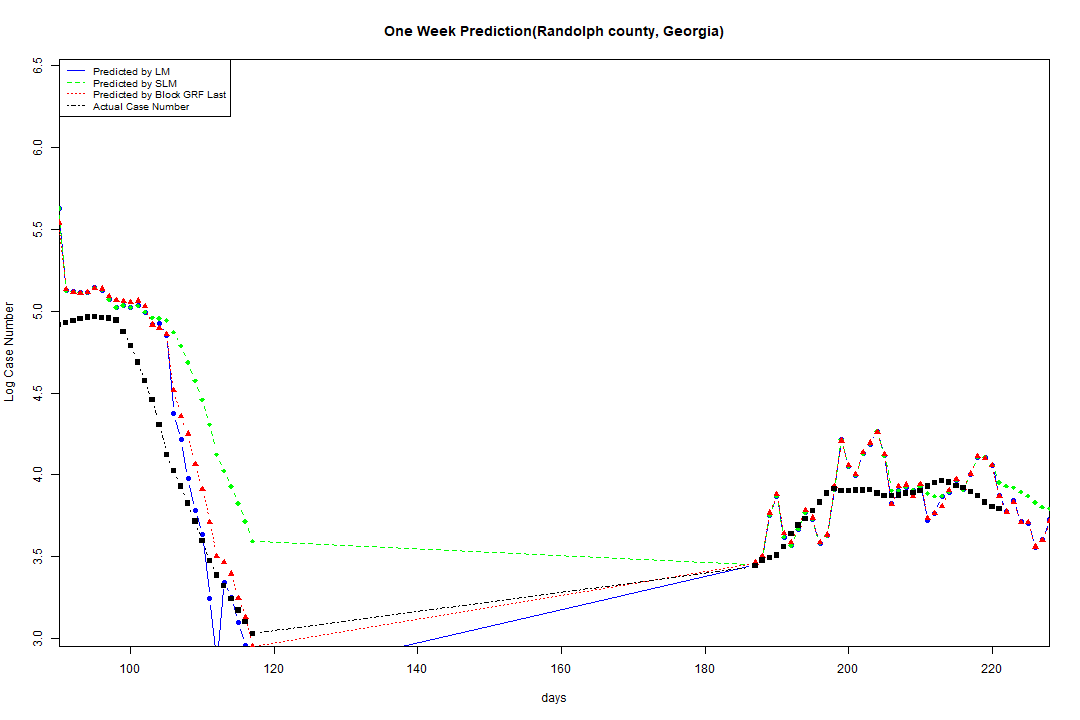 One Week Prediction(Randolph county, Georgia)
Predicted by LM
Predicted by SLM
Predicted by Block GRF Last
Actual Case Number
6.5
6.0
5.5
5.0
4.5
4.0
3.5
3.0
Log Case Number
100 120 140 160 180 200 220
days